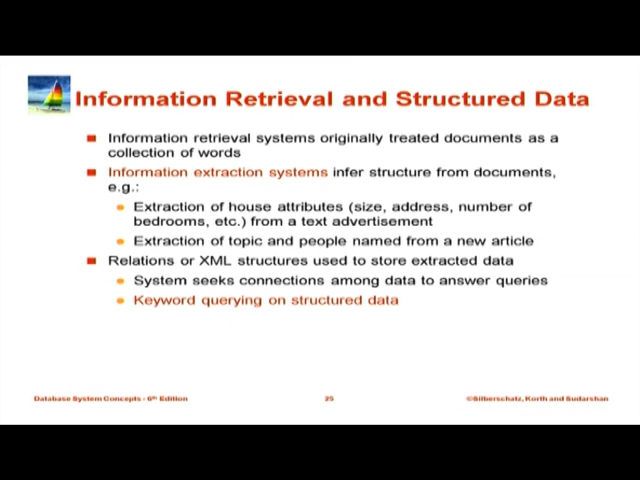 Information Retrieval and Structured Data
Information retrieval systems originally treated documents as a
collection of words
Information extraction systems infer structure from documents,
e.g.:
Extraction of house attributes (size, address, number of
bedrooms, etc.) from a text advertisement
Extraction of topic and people named from a new article
Relations or XML structures used to store extracted data
System seeks connections among data to answer queries
Keyword querying on structured data
Database System Concepts - 6th Edition
25
©Silberschatz, Korth and Sudarshan